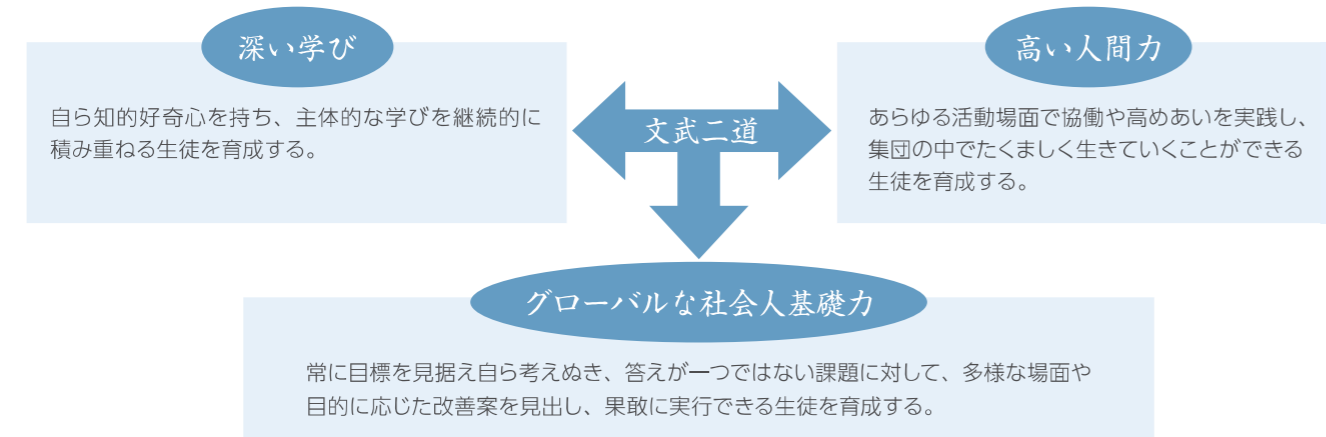 深い学び
自ら知的好奇心を持ち、主体的な学びを継続的に
積み重ねる生徒を育成する。
文武二道
高い人間力
あらゆる活動場面で協働や高めあいを実践し、
集団の中でたくましく生きていくことができる
生徒を育成する。
グローバルな社会人基礎力
常に目標を見据え自ら考えぬき、答えが一つではない課題に対して、多様な場面や
目的に応じた改善案を見出し、果敢に実行できる生徒を育成する。